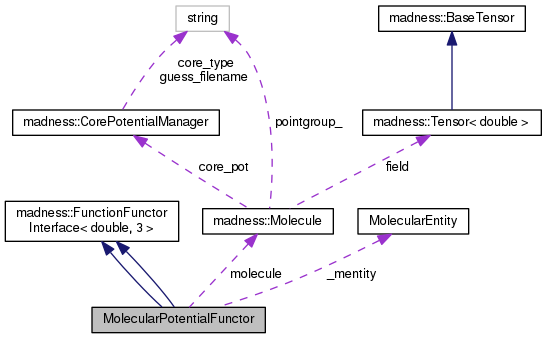 string
madness::BaseTensor
core_type
guess_filename
madness::CorePotentialManager
pointgroup_
madness::Tensor< double >
core_pot
field
madness::FunctionFunctor
Interface< double, 3 >
madness::Molecule
MolecularEntity
molecule
_mentity
MolecularPotentialFunctor